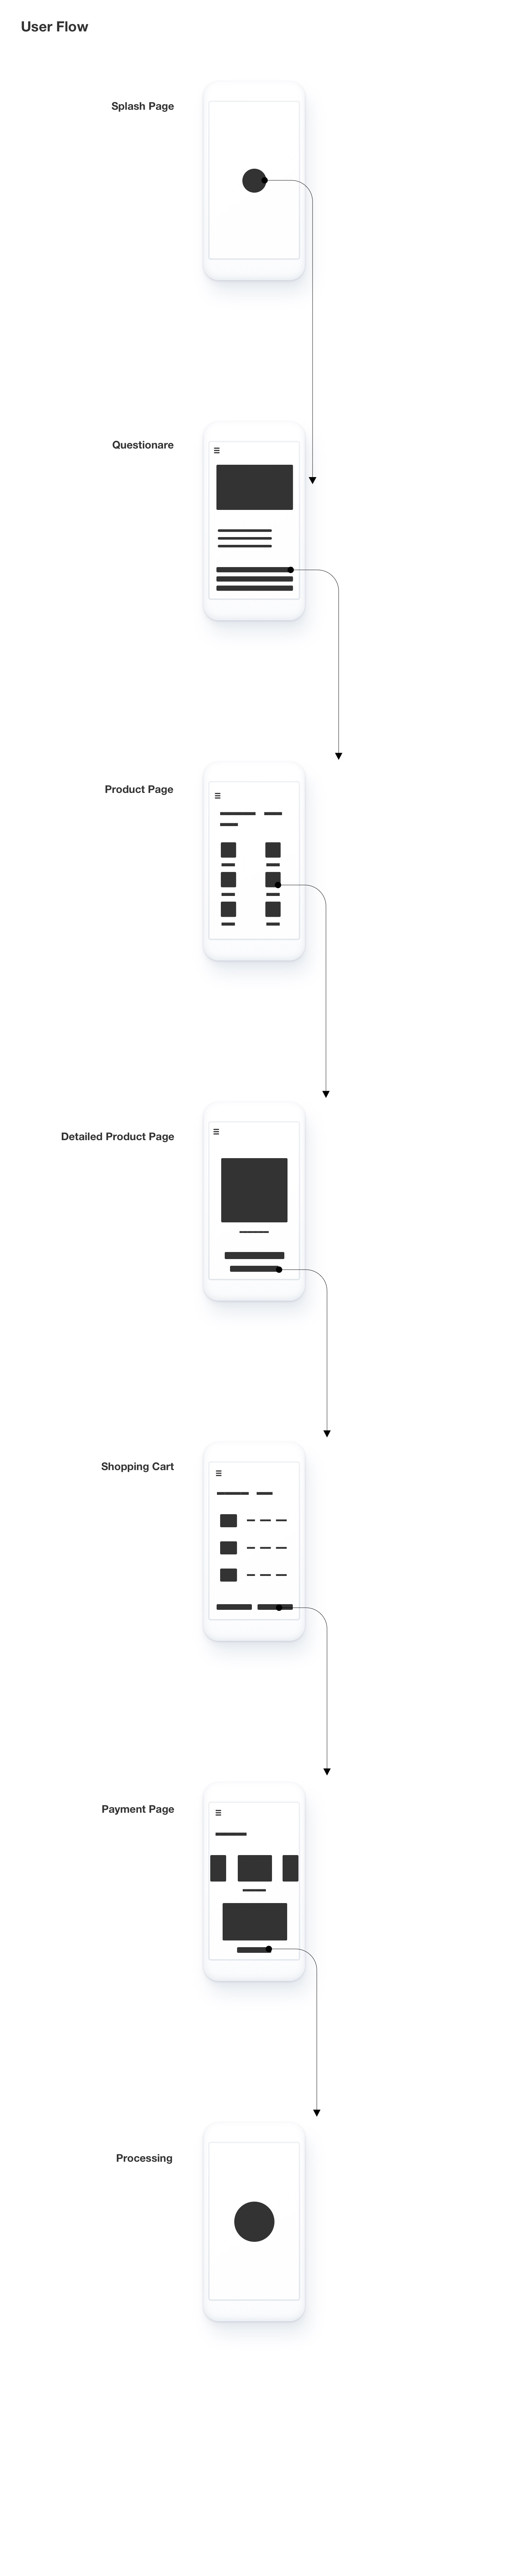 User Flow
Splash Page
Questionare
Product Page
Detailed Product Page
Shopping Cart
Payment Page
Processing